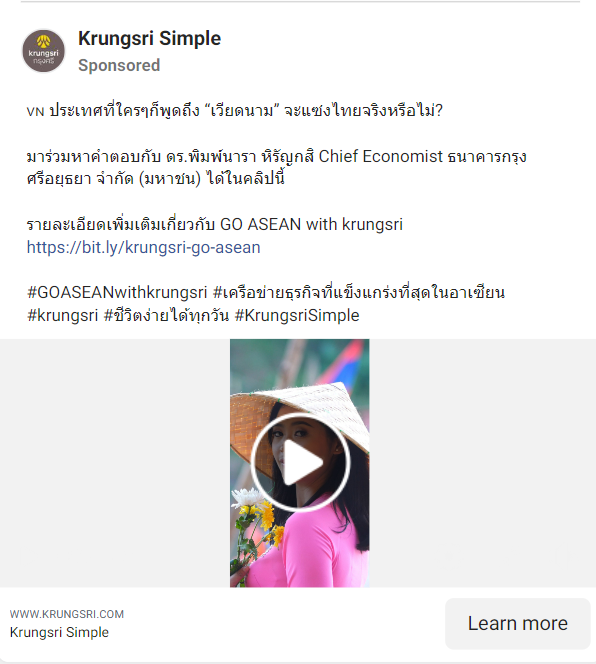 Krungsri Simple
krungsri
กรุงศรี
Sponsored
VN ประเทศที่ใครๆก็พูดถึง “เวียดนาม” จะแซงไทยจริงหรือไม่?
มาร่วมหาคำตอบกับ ดร.พิมพ์นารา หิรัญกสิ Chief Economist ธนาคารกรุง
ศรีอยุธยา จำกัด (มหาชน) ได้ในคลิปนี้
รายละเอียดเพิ่มเติมเกี่ยวกับ GO ASEAN with krungsri
https://bit.ly/krungsri-go-asean
#GOASEANwithkrungsri #เครือข่ายธุรกิจที่แข็งแกร่งที่สุดในอาเซียน
#krungsri #ชีวิตง่ายได้ทุกวัน #KrungsriSimple
WWW.KRUNGSRI.COM
Krungsri Simple
Learn more